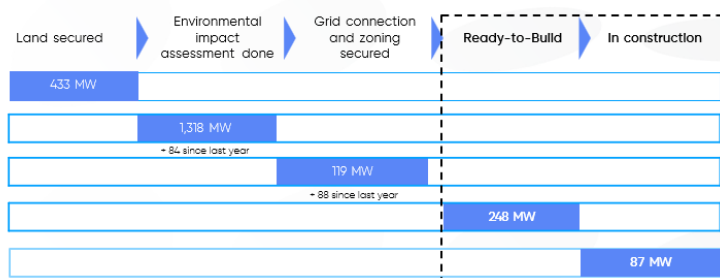 Land secured
Environmental
impact
assessment done
Grid connection
and zoning
secured
Ready-to-Build
In construction
433 MW
1,318 MW
+ 84 since last year
119 MW
+ 88 since last year
248 MW
87 MW